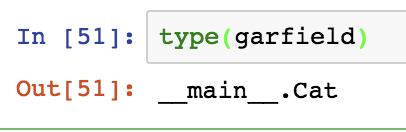 In [51]: type(garfield)
Out[51]: __main__.Cat